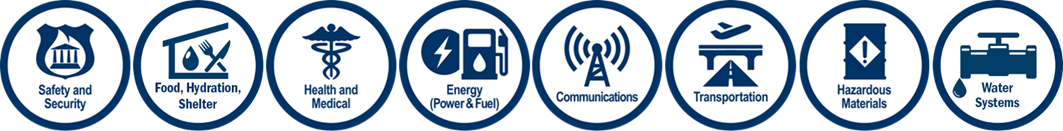 Safety and
Security
Food, Hydration,
Shelter
Health and
Medical
Energy
(Power & Fuel)
Communications
Transportation
Hazardous
Materials
Water
Systems